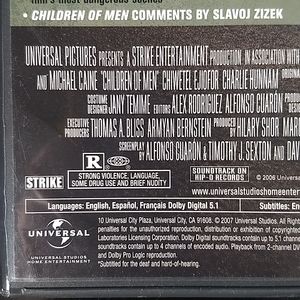 film's most dangerous scenes
• CHILDREN OF MEN COMMENTS BY SLAVOJ ZIZEK
UNIVERSAL PICTURES PRESENTS A STRIKE ENTERTAINMENT PRODUCTION IN ASSOCIATION WITH
AND MICHAEL CAINE "CHILDREN OF MEN" CHIWETEL EJIOFOR CHARLIE HUNNAM
COSTUME DESIGNER JANY TEMIME EDITORS ALEX RODRÍGUEZ ALFONSO CUARÓN
EXECUTIVE PRODUCERS THOMAS A. BLISS ARMYAN BERNSTEIN PRODUCED BY HILARY SHOR MARC
SCREENPLAY BY ALFONSO CUARÓN & TIMOTHY J. SEXTON AND DAV
R
RESTRICTED
STRONG VIOLENCE, LANGUAGE,
SOME DRUG USE AND BRIEF NUDITY
STRIKE
SOUNDTRACK ON
HIP-O RECORDS
© 2006 Univers
www.universalstudioshomeenter
Languages: English, Español, Français Dolby Digital 5.1
Subtitles: En
UNIVERSAL
UNIVERSAL STUDIOS
HOME ENTERTAINMENT
10 Universal City Plaza, Universal City, CA 91608. © 2007 Universal Studios. All
penalties for the unauthorized reproduction, distribution or exhibition of copyrighted
Laboratories Licensing Corporation. Dolby Digital soundtracks contain up to 5.1 channel
soundtracks contain up to 4 channels of encoded audio. Playback from 2-channel DV
and Dolby Pro Logic reproduction.
*Subtitled for the deaf and hard-of-hearing.